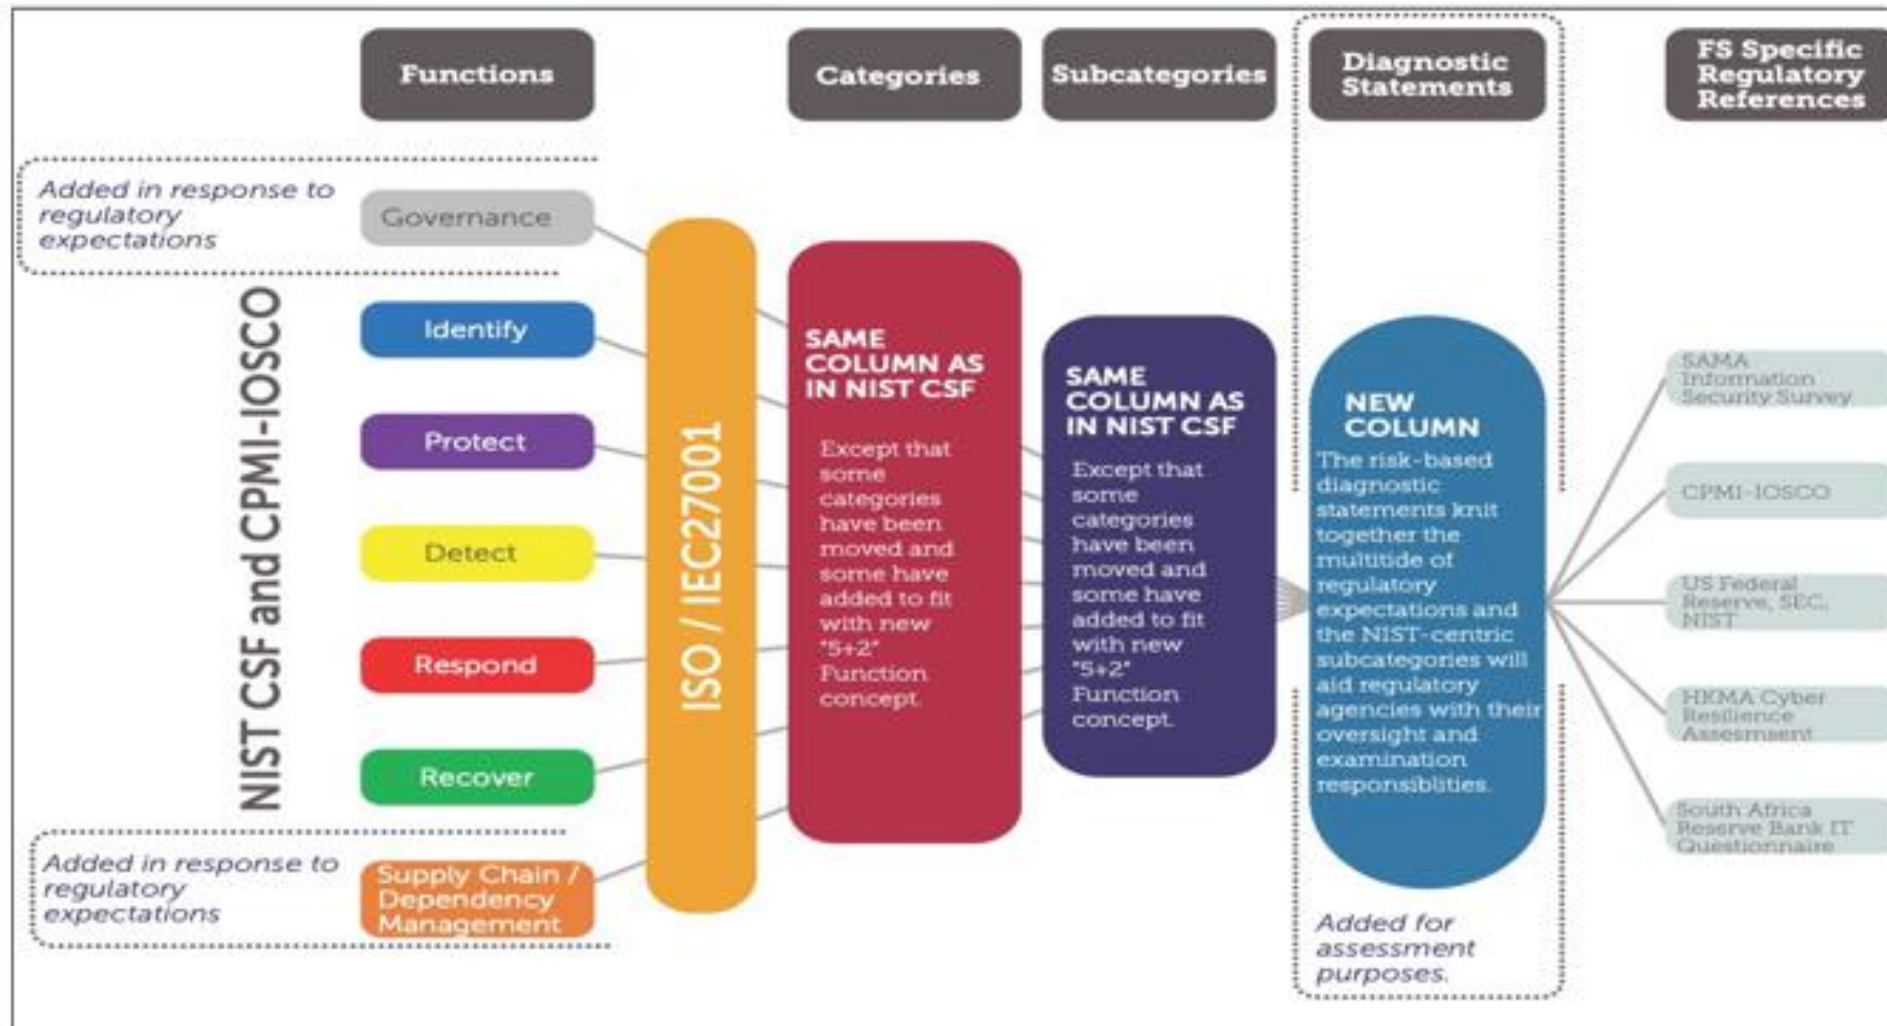 Functions
Categories
Subcategories
Diagnostic
Statements
FS Specific
Regulatory
References
Added in response to
regulatory
expectations
Governance
NIST CSF and CPMI-IOSCO
Identify
Protect
Detect
Respond
Recover
Added in response to
regulatory
expectations
Supply Chain /
Dependency
Management
ISO / IEC27001
SAME
COLUMN AS
IN NIST CSF
Except that
some
categories
have been
moved and
some have
added to fit
with new
"5+2"
Function
concept.
SAME
COLUMN AS
IN NIST CSF
Except that
some
categories
have been
moved and
some have
added to fit
with new
"5+2"
Function
concept.
NEW
COLUMN
The risk-based
diagnostic
statements knit
together the
multitide of
regulatory
expectations and
the NIST-centric
subcategories will
aid regulatory
agencies with their
oversight and
examination
responsiblities.
Added for
assessment
purposes.
SAMA
Information
Security Survey
CPMI-IOSCO
US Federal
Reserve, SEC,
NIST
HKMA Cyber
Resilience
Assesmsent
South Africa
Reserve Bank IT
Questionnaire